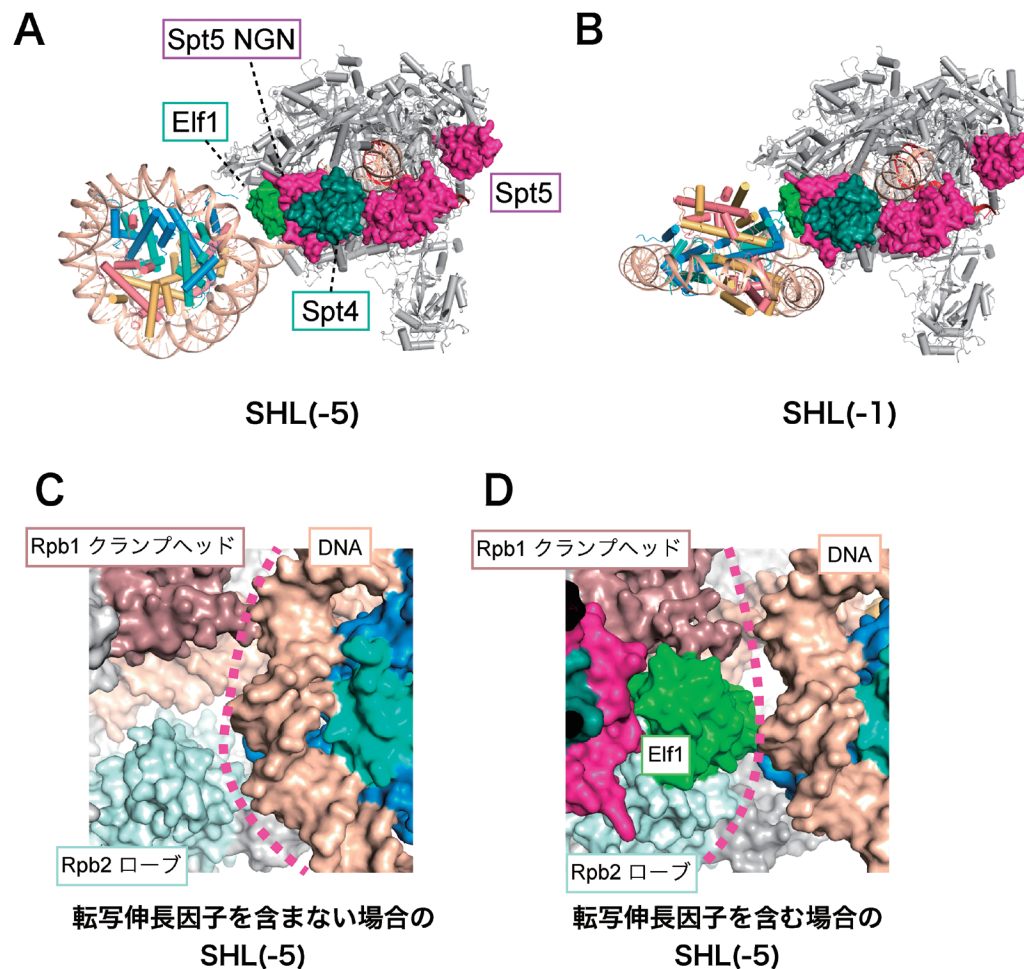 A
B
Spt5 NGN
Elf1
Spt5
Spt4
SHL(-5)
SHL(-1)
C
D
Rpb1 クランプヘッド
DNA
Rpb1 クランプヘッド
DNA
Elf1
Rpb2 ローブ
Rpb2 ローブ
転写伸長因子を含まない場合の
SHL(-5)
転写伸長因子を含む場合の
SHL(-5)